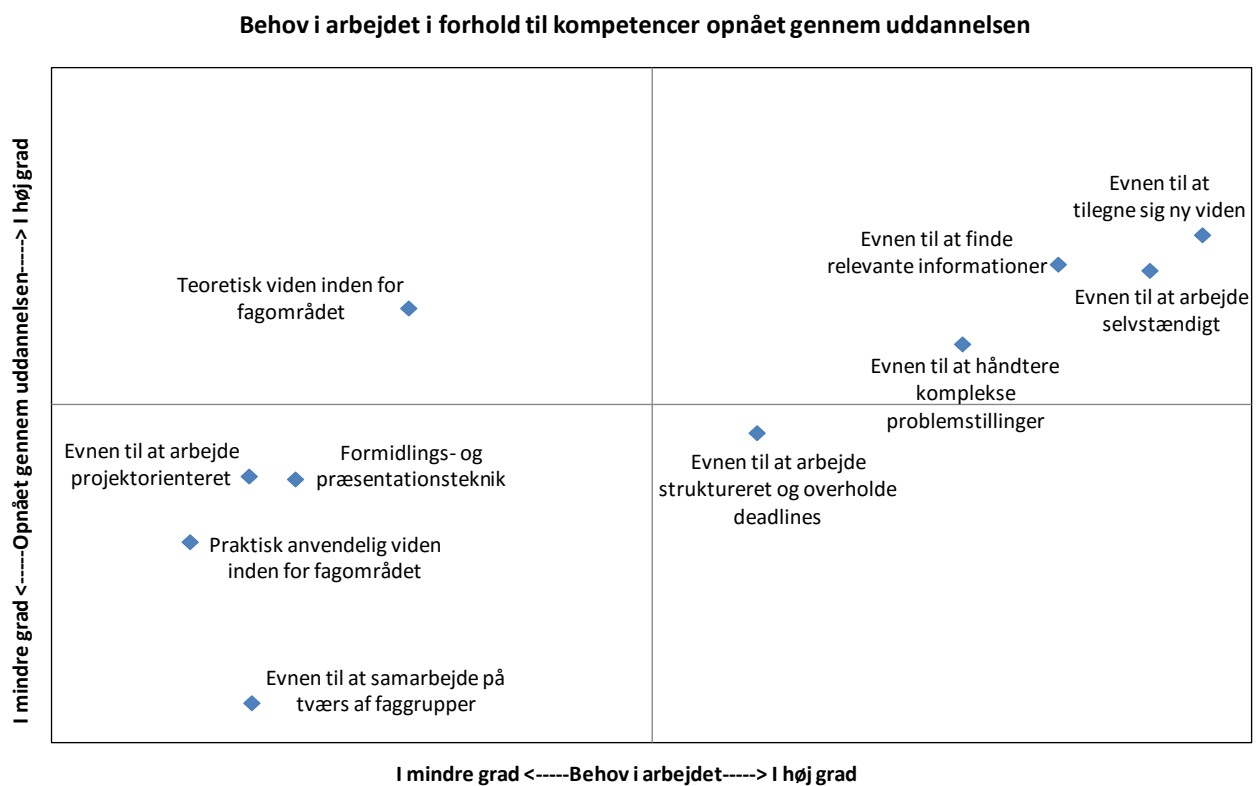 Behov i arbejdet i forhold til kompetencer opnået gennem uddannelsen
I mindre grad <-----Opnået gennem uddannelsen-----> I høj grad
Evnen til at
tilegne sig ny viden
Evnen til at finde
relevante informationer
Evnen til at arbejde
selvstændigt
Teoretisk viden inden for
fagområdet
Evnen til at håndtere
komplekse
problemstillinger
Evnen til at arbejde
projektorienteret
Formidlings- og
præsentationsteknik
Evnen til at arbejde
struktureret og overholde
deadlines
Praktisk anvendelig viden
inden for fagområdet
Evnen til at samarbejde på
tværs af faggrupper
I mindre grad <-----Behov i arbejdet-----> I høj grad